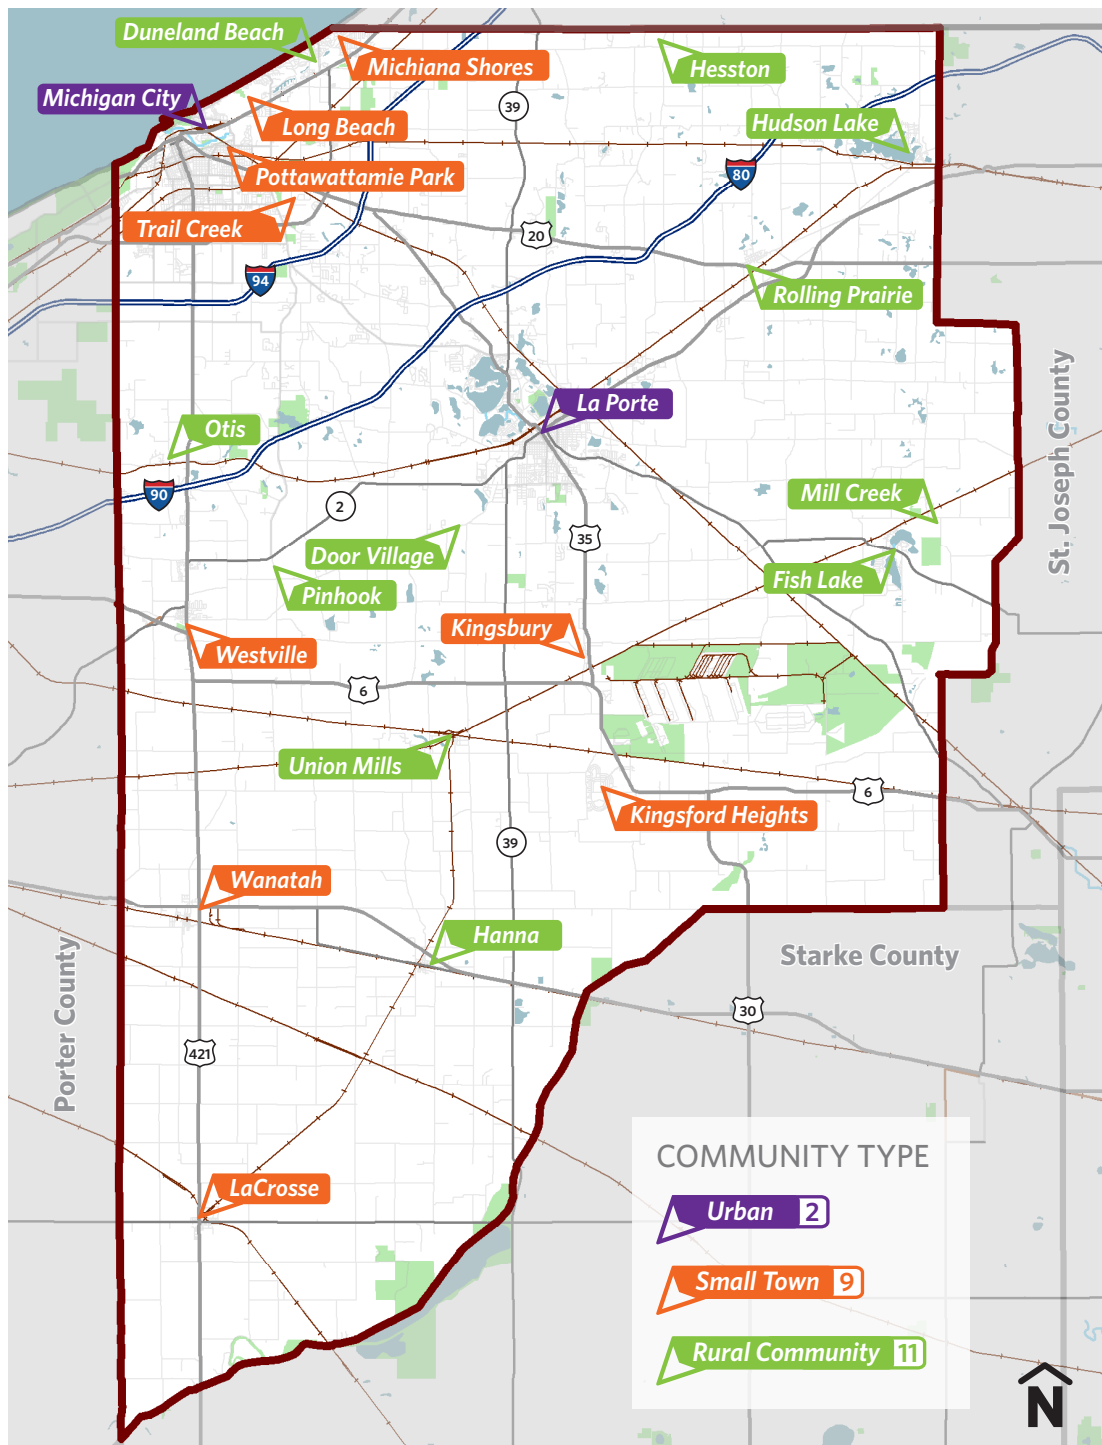 Duneland Beach
Michiana Shores
Hesston
Michigan City
Long Beach
39
Hudson Lake
Pottawattamie Park
80
Trail Creek
20
94
Rolling Prairie
La Porte
St. Joseph County
Otis
90
2
Mill Creek
35
Door Village
Fish Lake
Pinhook
Kingsbury
Westville
6
Union Mills
6
Kingsford Heights
39
Wanatah
Hanna
Starke County
Porter County
30
421
COMMUNITY TYPE
LaCrosse
Urban 2
Small Town 9
Rural Community 11
N